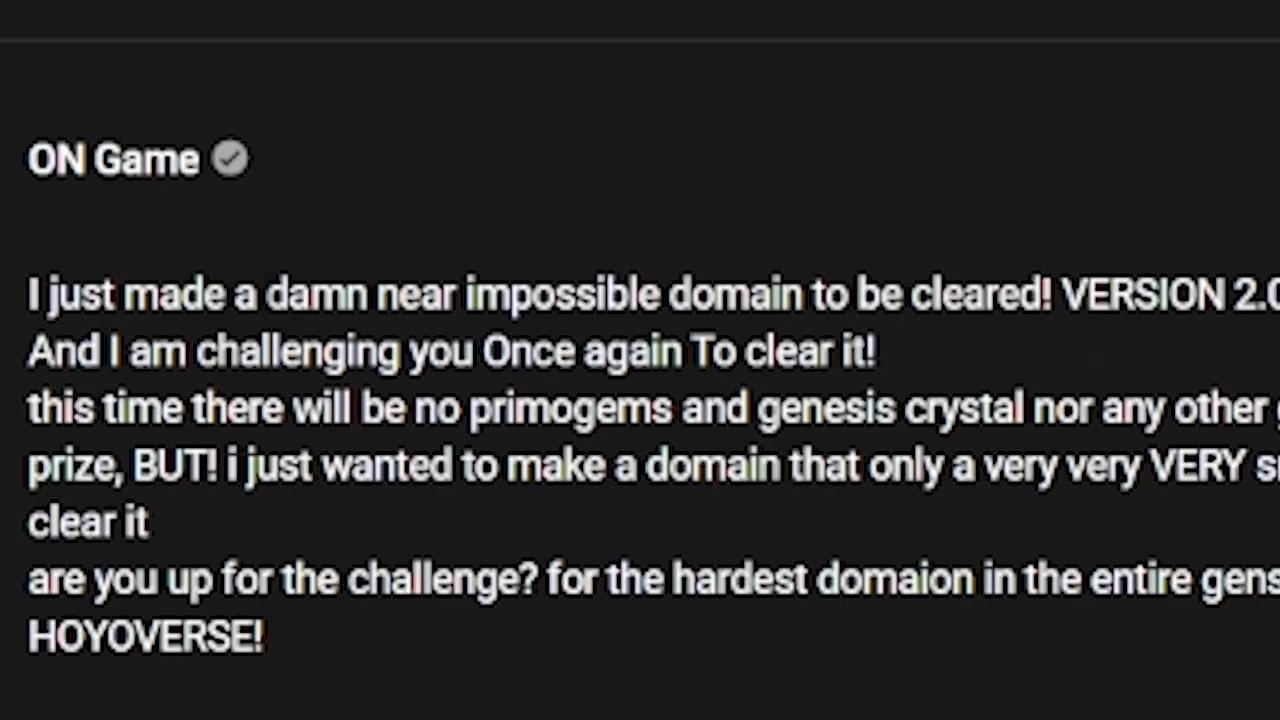 ON Game
I just made a damn near impossible domain to be cleared! VERSION 2.0
And I am challenging you Once again To clear it!
this time there will be no primogems and genesis crystal nor any other
prize, BUT! i just wanted to make a domain that only a very very VERY
clear it
are you up for the challenge? for the hardest domaion in the entire
HOYOVERSE!